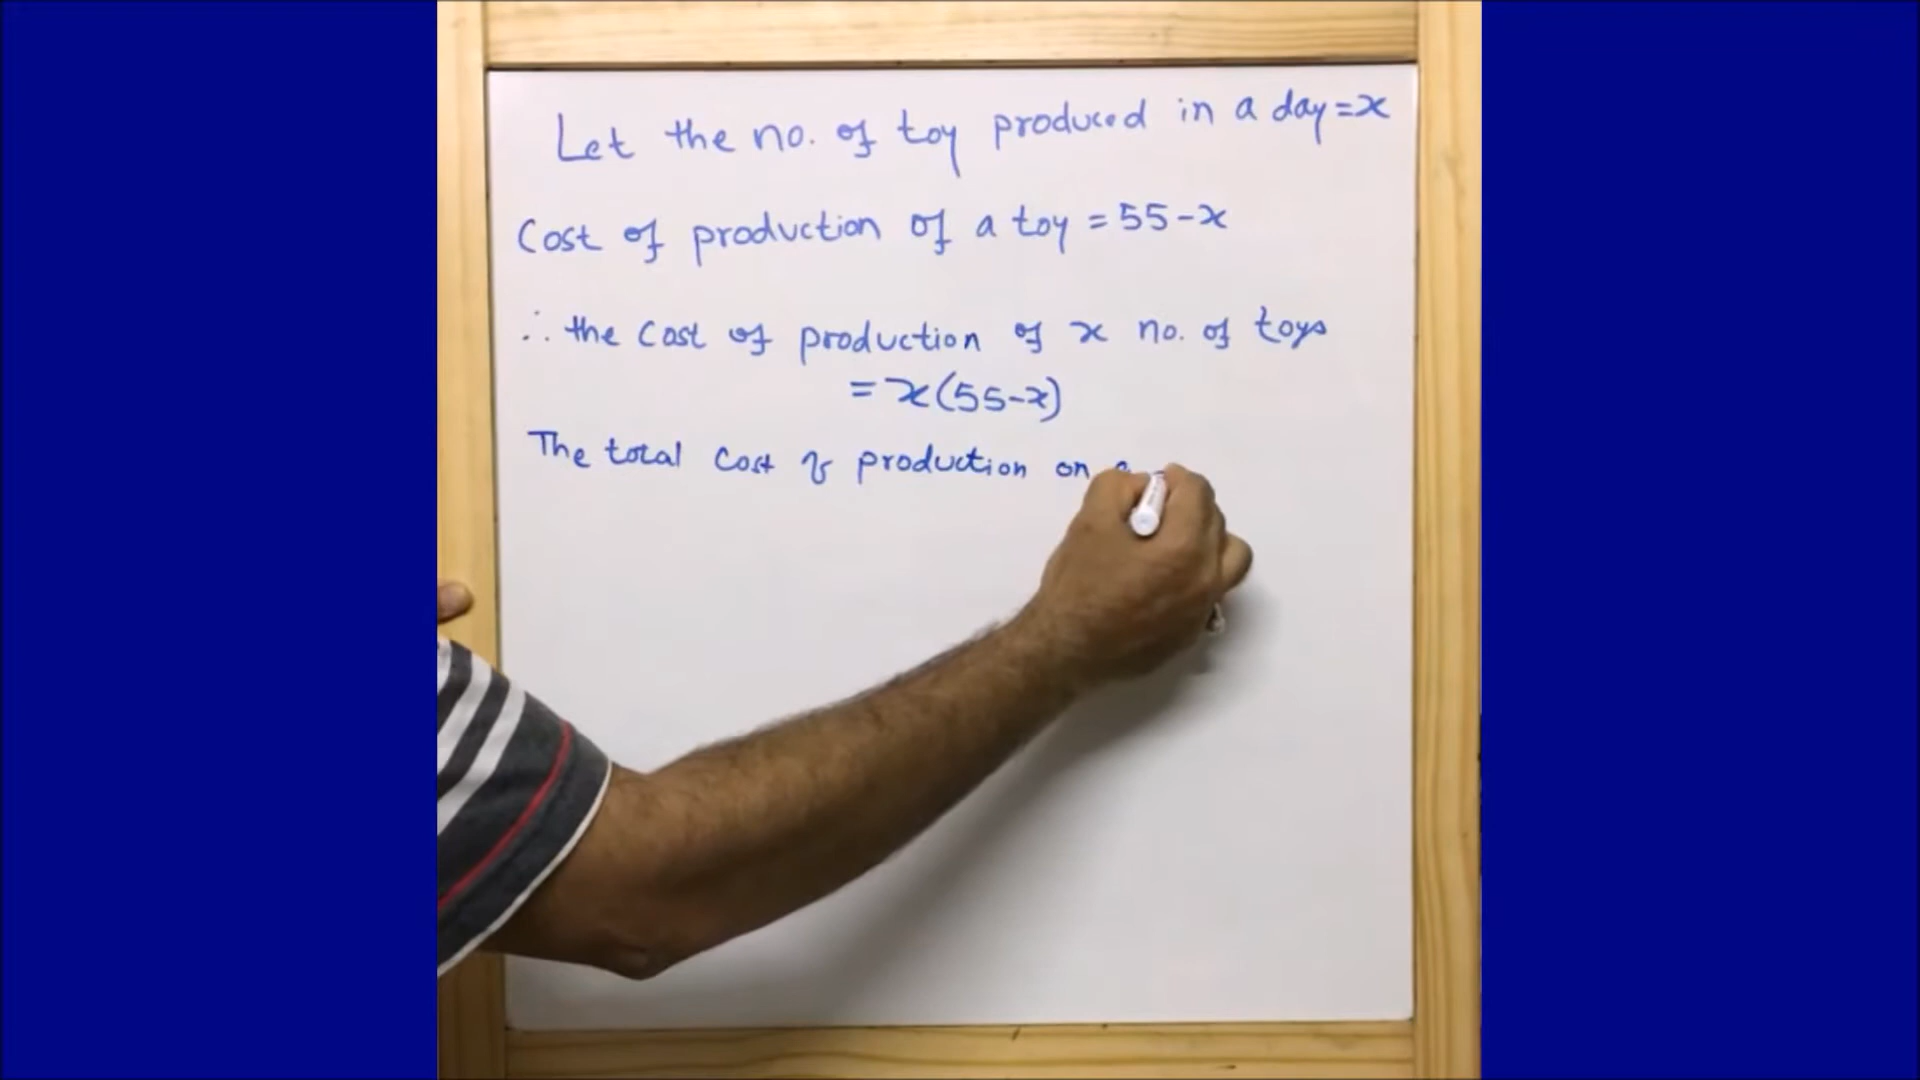 Let the no. of toy produced in a day=x
Cost of production of a toy = 55-x
∴ the cost of production of x no. of toys
= x(55-x)
The total cost of production on a